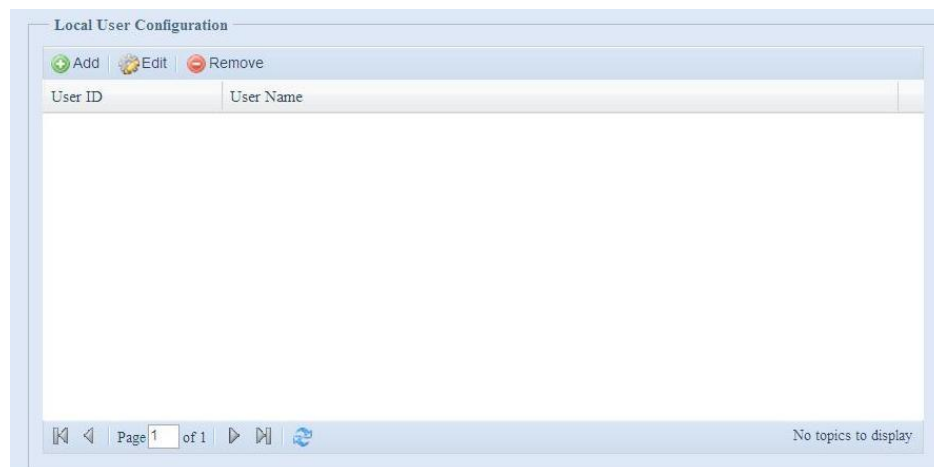 Local User Configuration
Add Edit Remove
User ID User Name
Page 1 of 1 No topics to display